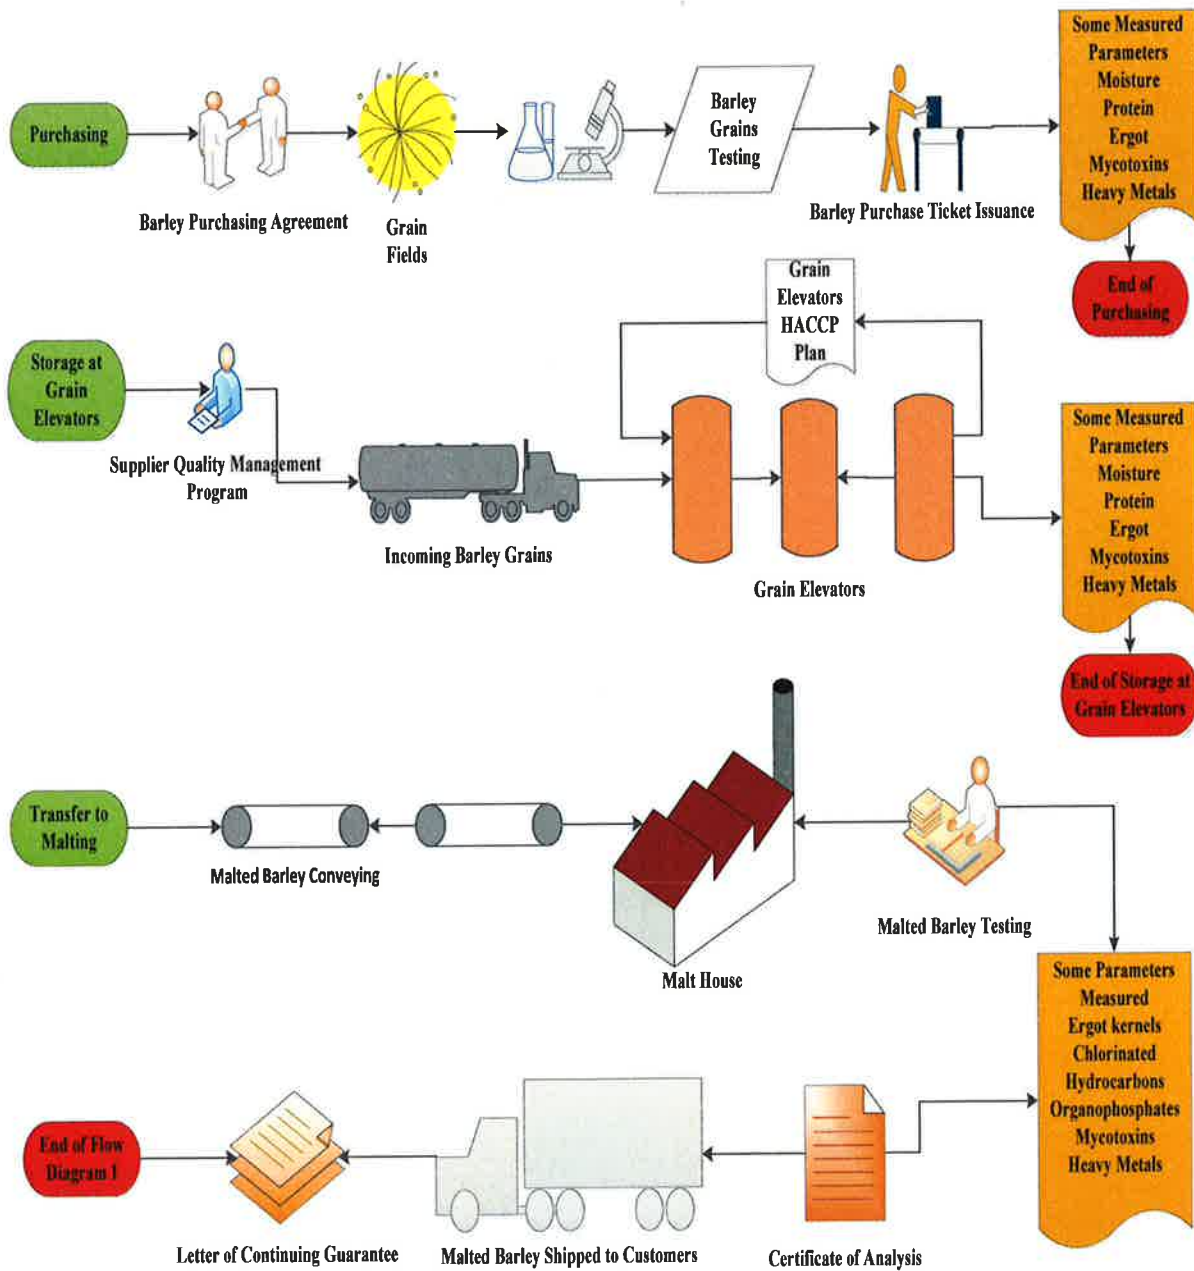 Purchasing
Barley Purchasing Agreement
Grain
Fields
Barley
Grains
Testing
Barley Purchase Ticket Issuance
Some Measured
Parameters
Moisture
Protein
Ergot
Mycotoxins
Heavy Metals
End of
Purchasing
Storage at
Grain
Elevators
Supplier Quality Management
Program
Incoming Barley Grains
Grain
Elevators
HACCP
Plan
Grain Elevators
Some Measured
Parameters
Moisture
Protein
Ergot
Mycotoxins
Heavy Metals
End of Storage at
Grain Elevators
Transfer to
Malting
Malted Barley Conveying
Malt House
Malted Barley Testing
Some Parameters
Measured
Ergot kernels
Chlorinated
Hydrocarbons
Organophosphates
Mycotoxins
Heavy Metals
End of Flow
Diagram 1
Letter of Continuing Guarantee
Malted Barley Shipped to Customers
Certificate of Analysis